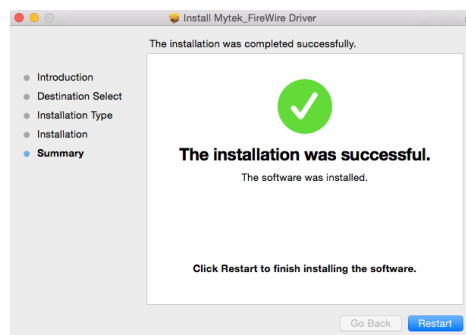 Install Mytek_FireWire Driver
The installation was completed successfully.
Introduction
Destination Select
Installation Type
Installation
Summary
The installation was successful.
The software was installed.
Click Restart to finish installing the software.
Go Back
Restart